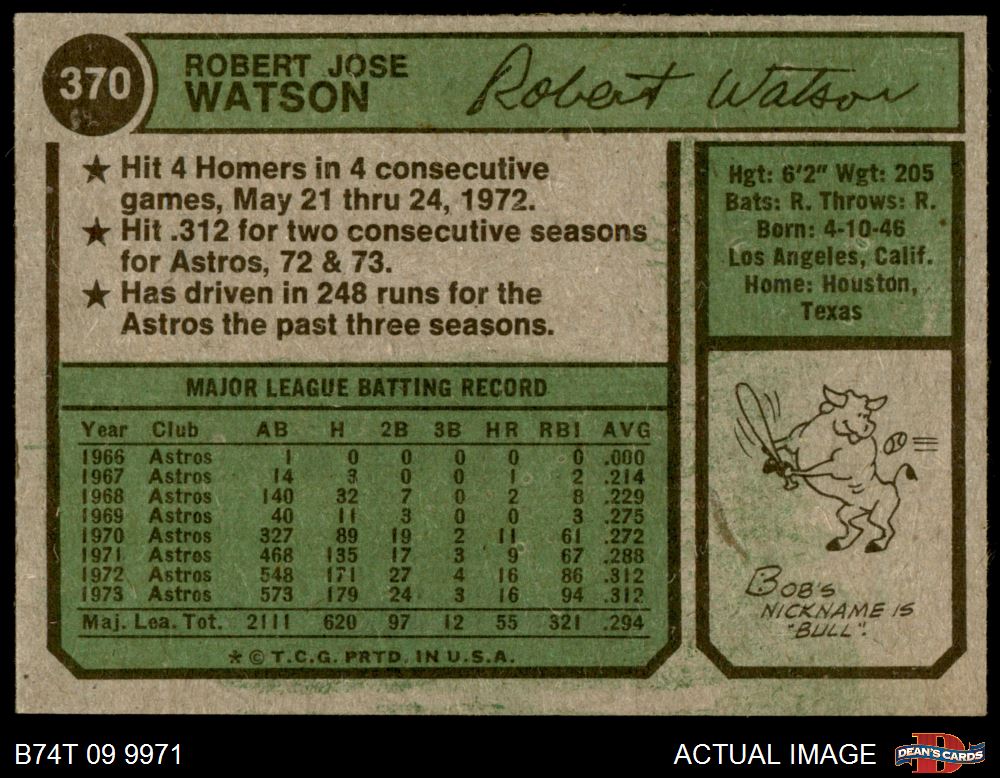 370
ROBERT JOSE
WATSON
Robert Watson
★ Hit 4 Homers in 4 consecutive
games, May 21 thru 24, 1972.
★ Hit .312 for two consecutive seasons
for Astros, 72 & 73.
★ Has driven in 248 runs for the
Astros the past three seasons.
Hgt: 6'2" Wgt: 205
Bats: R. Throws: R.
Born: 4-10-46
Los Angeles, Calif.
Home: Houston,
Texas
MAJOR LEAGUE BATTING RECORD
Year Club AB H 2B 3B HR RBI AVG
1966 Astros 1 0 0 0 0 0 .000
1967 Astros 14 3 0 0 1 2 .214
1968 Astros 140 32 7 0 2 8 .229
1969 Astros 40 11 3 0 0 3 .275
1970 Astros 327 89 19 2 11 61 .272
1971 Astros 468 135 17 3 9 67 .288
1972 Astros 548 171 27 4 16 86 .312
1973 Astros 573 179 24 3 16 94 .312
Maj. Lea. Tot. 2111 620 97 12 55 321 .294
* © T.C.G. PRTD. IN U.S.A.
BOB'S
NICKNAME IS
"BULL".
B74T 09 9971
ACTUAL IMAGE
DEAN'S CARDS